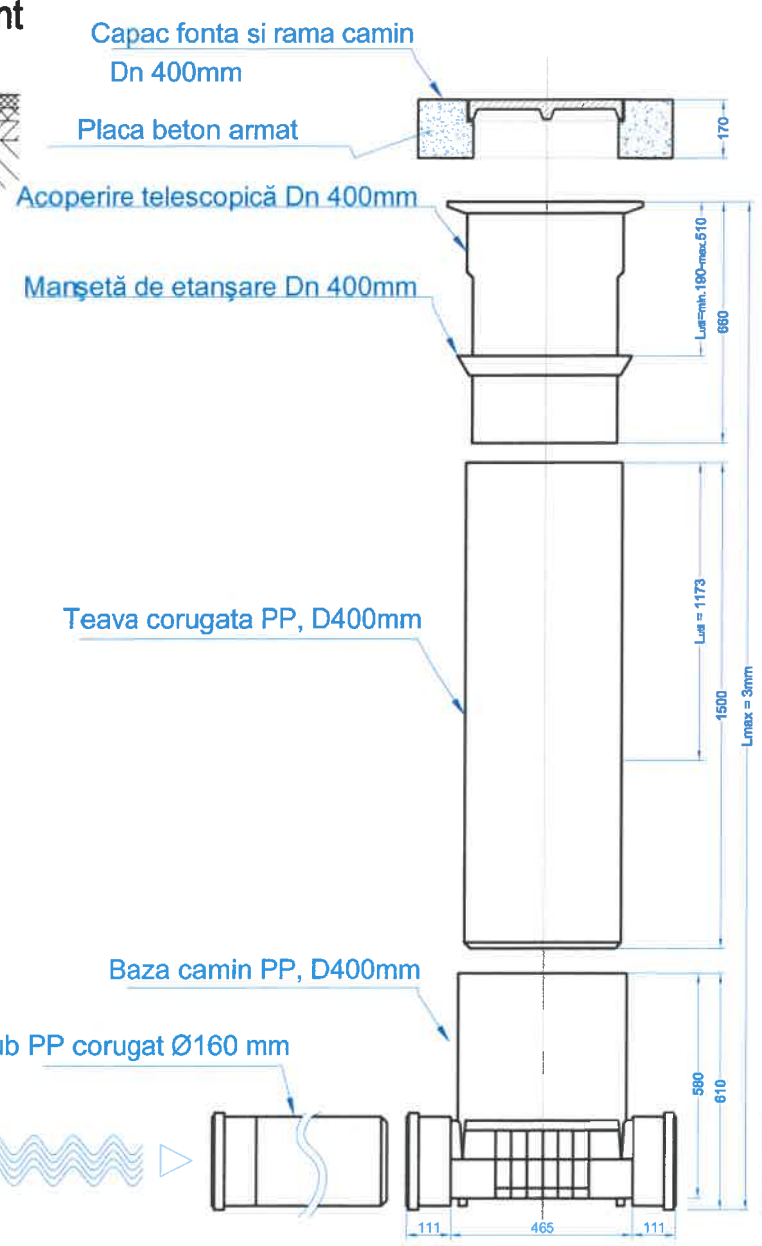 nt
Capac fonta si rama camin
Dn 400mm
Placa beton armat
170
Acoperire telescopică Dn 400mm
Manșetă de etanșare Dn 400mm
Lutil=min.190-max.510
660
Teava corugata PP, D400mm
Lutil = 1173
1500
Lmax = 3mm
Baza camin PP, D400mm
ub PP corugat Ø160 mm
580
610
111
465
111